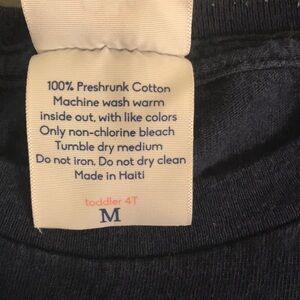 100% Preshrunk Cotton
Machine wash warm
inside out, with like colors
Only non-chlorine bleach
Tumble dry medium
Do not iron. Do not dry clean
Made in Haiti
toddler 4T
M